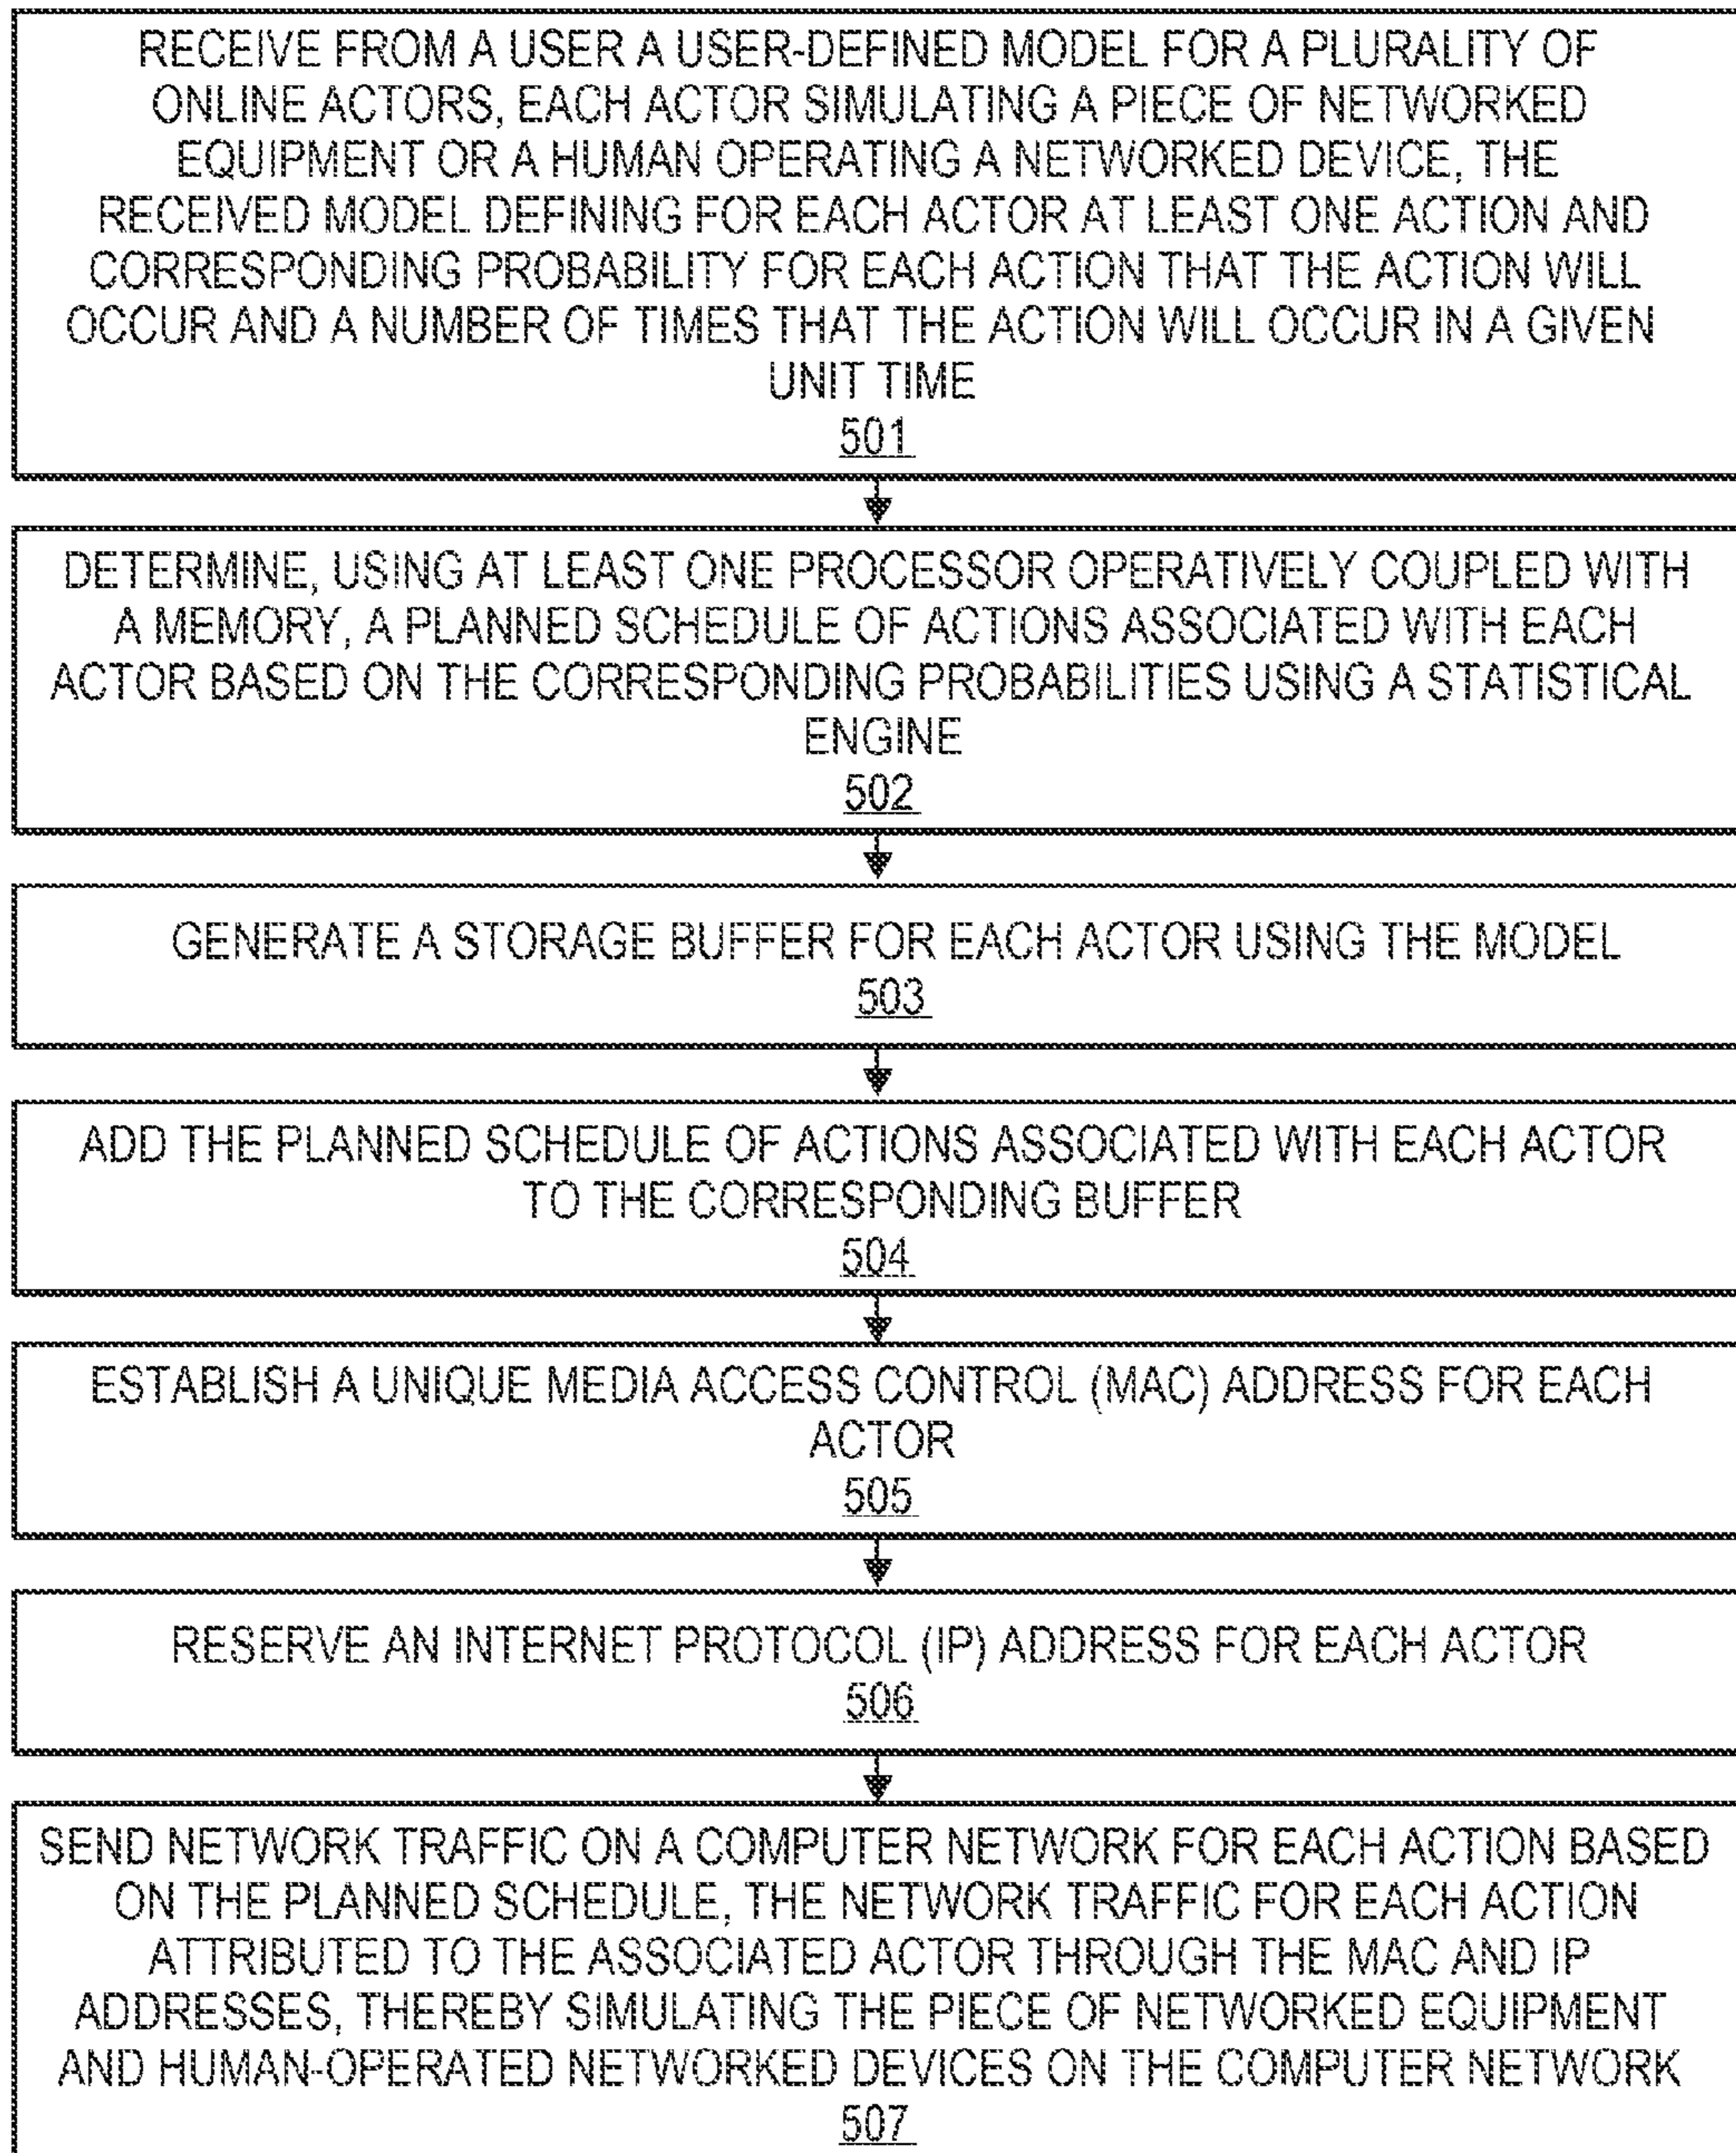 RECEIVE FROM A USER A USER-DEFINED MODEL FOR A PLURALITY OF
ONLINE ACTORS, EACH ACTOR SIMULATING A PIECE OF NETWORKED
EQUIPMENT OR A HUMAN OPERATING A NETWORKED DEVICE, THE
RECEIVED MODEL DEFINING FOR EACH ACTOR AT LEAST ONE ACTION AND
CORRESPONDING PROBABILITY FOR EACH ACTION THAT THE ACTION WILL
OCCUR AND A NUMBER OF TIMES THAT THE ACTION WILL OCCUR IN A GIVEN
UNIT TIME
501
DETERMINE, USING AT LEAST ONE PROCESSOR OPERATIVELY COUPLED WITH
A MEMORY, A PLANNED SCHEDULE OF ACTIONS ASSOCIATED WITH EACH
ACTOR BASED ON THE CORRESPONDING PROBABILITIES USING A STATISTICAL
ENGINE
502
GENERATE A STORAGE BUFFER FOR EACH ACTOR USING THE MODEL
503
ADD THE PLANNED SCHEDULE OF ACTIONS ASSOCIATED WITH EACH ACTOR
TO THE CORRESPONDING BUFFER
504
ESTABLISH A UNIQUE MEDIA ACCESS CONTROL (MAC) ADDRESS FOR EACH
ACTOR
505
RESERVE AN INTERNET PROTOCOL (IP) ADDRESS FOR EACH ACTOR
506
SEND NETWORK TRAFFIC ON A COMPUTER NETWORK FOR EACH ACTION BASED
ON THE PLANNED SCHEDULE, THE NETWORK TRAFFIC FOR EACH ACTION
ATTRIBUTED TO THE ASSOCIATED ACTOR THROUGH THE MAC AND IP
ADDRESSES, THEREBY SIMULATING THE PIECE OF NETWORKED EQUIPMENT
AND HUMAN-OPERATED NETWORKED DEVICES ON THE COMPUTER NETWORK
507